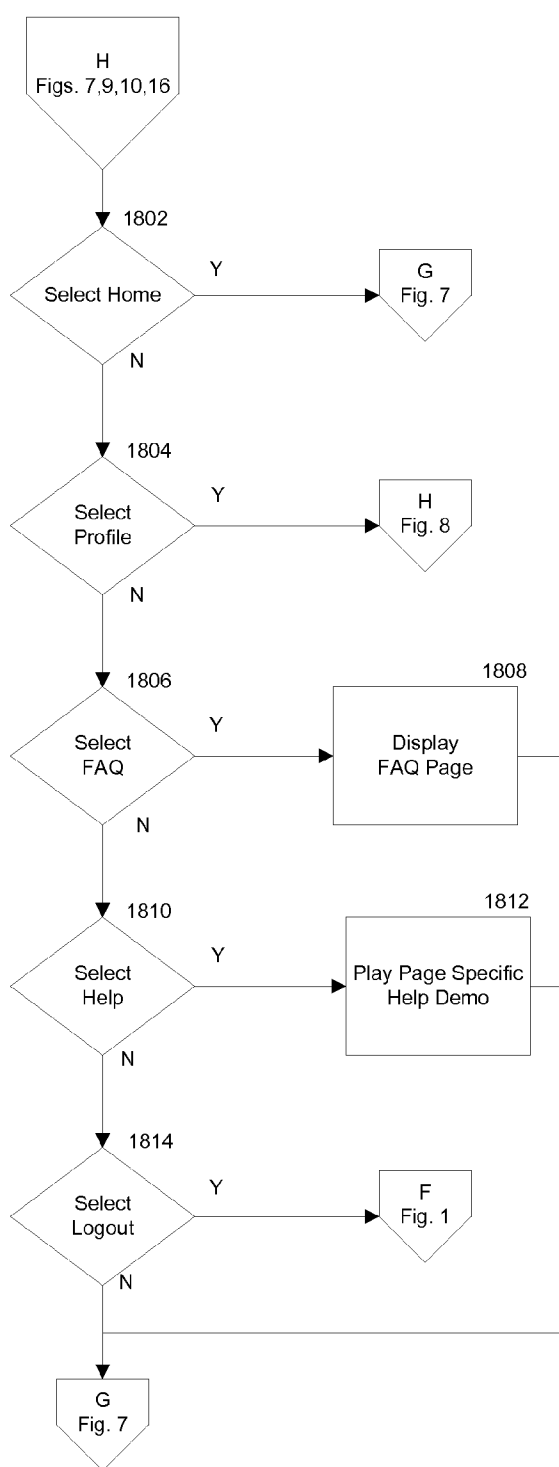 H
Figs. 7,9,10,16
1802
Select Home
Y
G
Fig. 7
N
1804
Select
Profile
Y
H
Fig. 8
N
1806
Select
FAQ
Y
1808
Display
FAQ Page
N
1810
Select
Help
Y
1812
Play Page Specific
Help Demo
N
1814
Select
Logout
Y
F
Fig. 1
N
G
Fig. 7